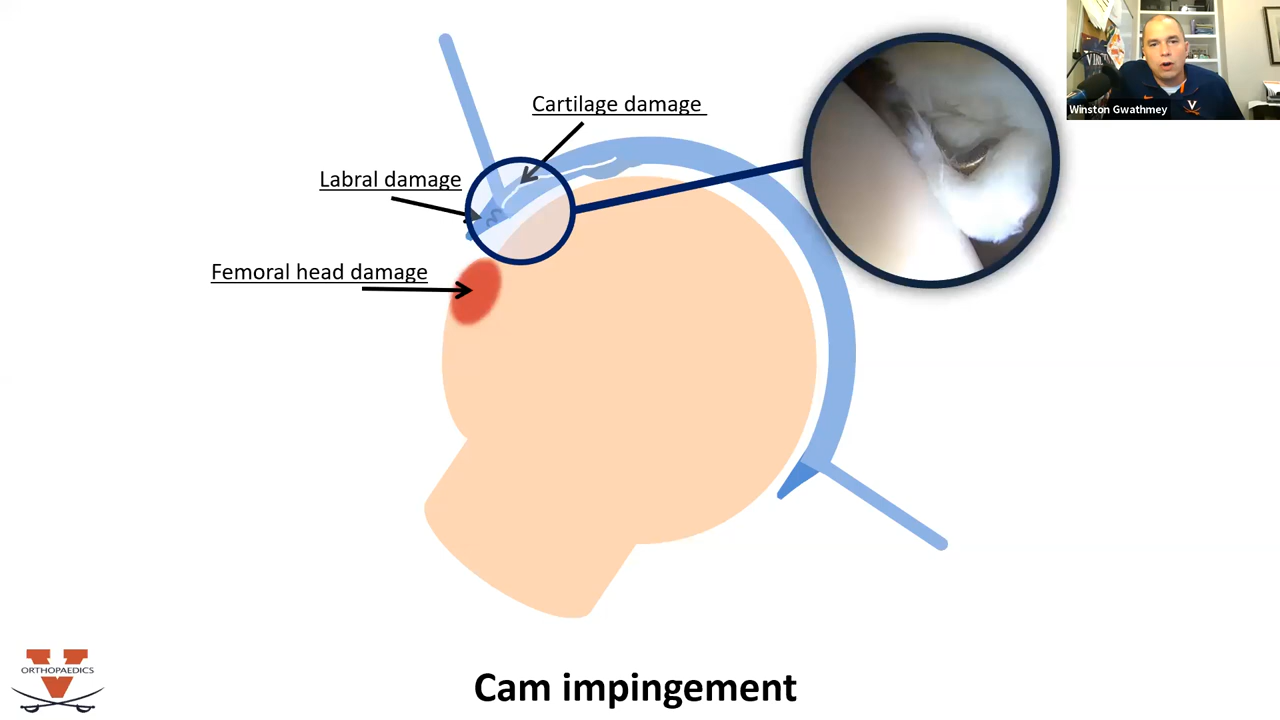 Cartilage damage
Labral damage
Femoral head damage
Winston Gwathmey
V
ORTHOPAEDICS
Cam impingement